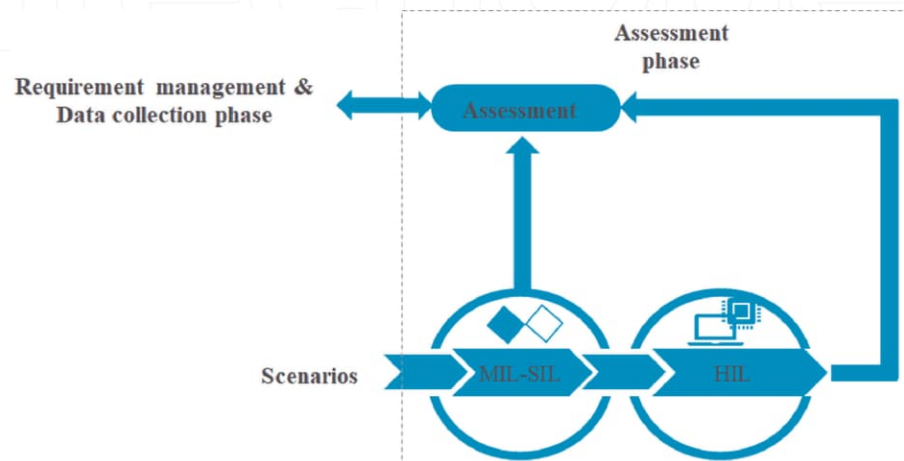 Assessment
phase
Requirement management &
Data collection phase
Assessment
Scenarios
MIL-SIL
HIL